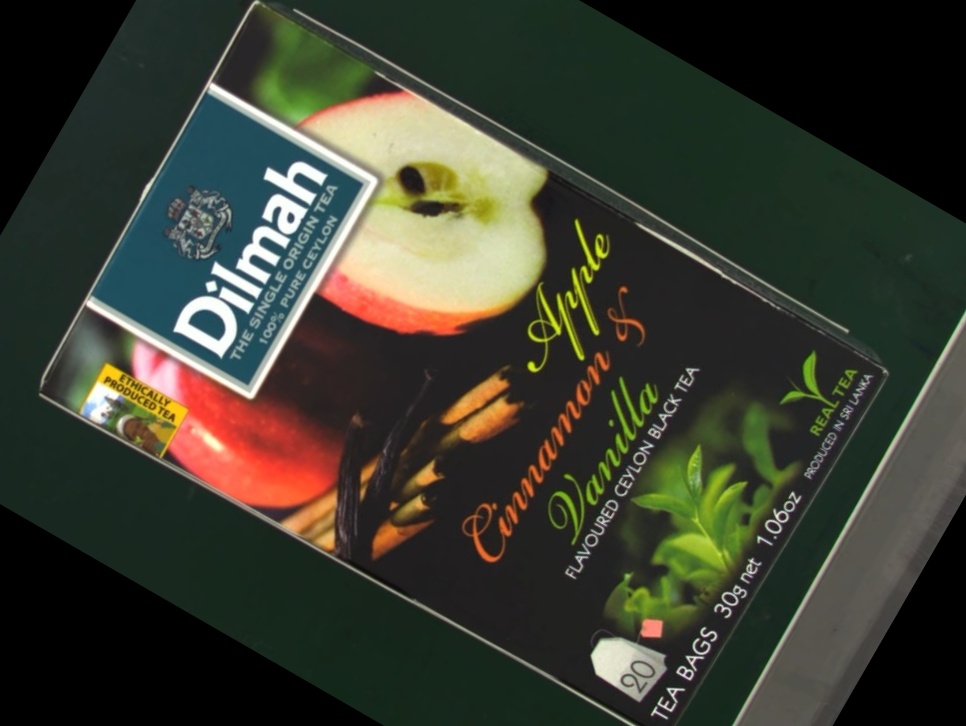 Dilmah
THE SINGLE ORIGIN TEA
100% PURE CEYLON
ETHICALLY
PRODUCED TEA
Apple
Cinnamon &
Vanilla
FLAVOURED CEYLON BLACK TEA
REAL TEA
PRODUCED IN SRI LANKA
20
TEA BAGS 30g net 1.06oz